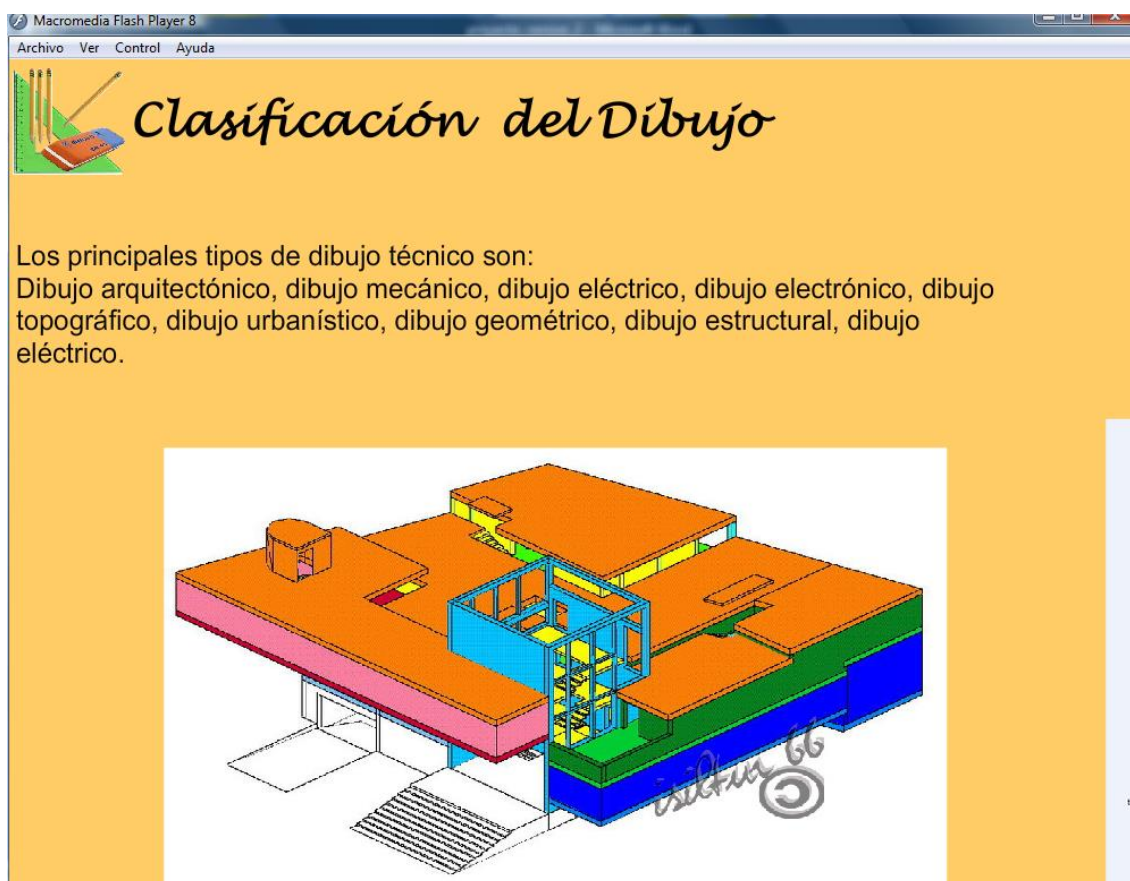 Macromedia Flash Player 8
Archivo Ver Control Ayuda
Clasificación del Dibujo
Los principales tipos de dibujo técnico son:
Dibujo arquitectónico, dibujo mecánico, dibujo eléctrico, dibujo electrónico, dibujo
topográfico, dibujo urbanístico, dibujo geométrico, dibujo estructural, dibujo
eléctrico.
66